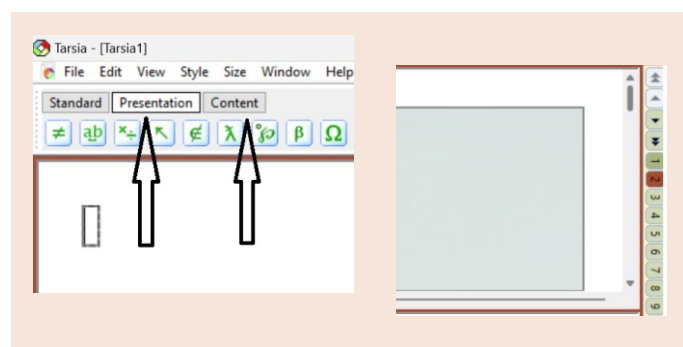 Tarsia - [Tarsia1]
File Edit View Style Size Window Help
Standard Presentation Content
≠ ab ×÷ ↖ ∉ ƛ °℘ β Ω
1
2
3
4
5
6
7
8
9